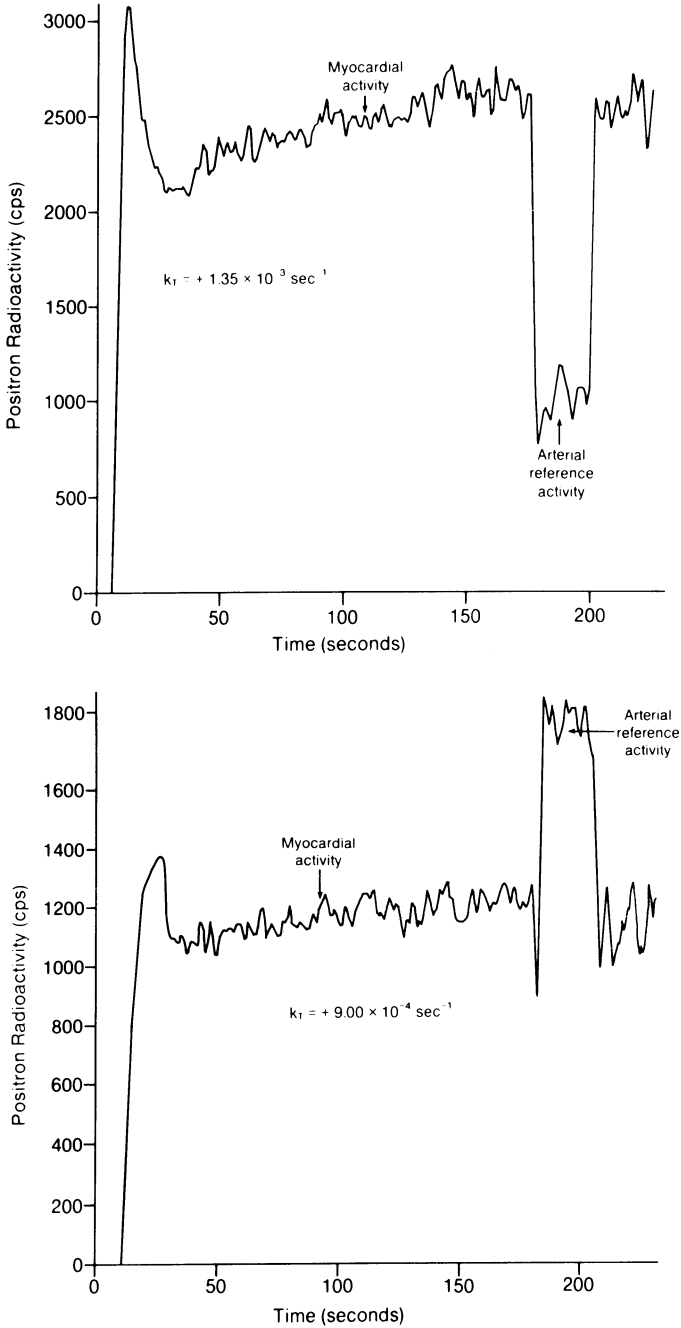 3000
Myocardial
activity
2500
2000
Positron Radioactivity (cps)
kT = + 1.35 × 10 3 sec 1
1500
1000
Arterial
reference
activity
500
0
0 50 100 150 200
Time (seconds)
1800
Arterial
reference
activity
1600
Myocardial
activity
1400
1200
1000
Positron Radioactivity (cps)
kT = + 9.00 × 10⁻⁴ sec⁻¹
800
600
400
200
0
0 50 100 150 200
Time (seconds)